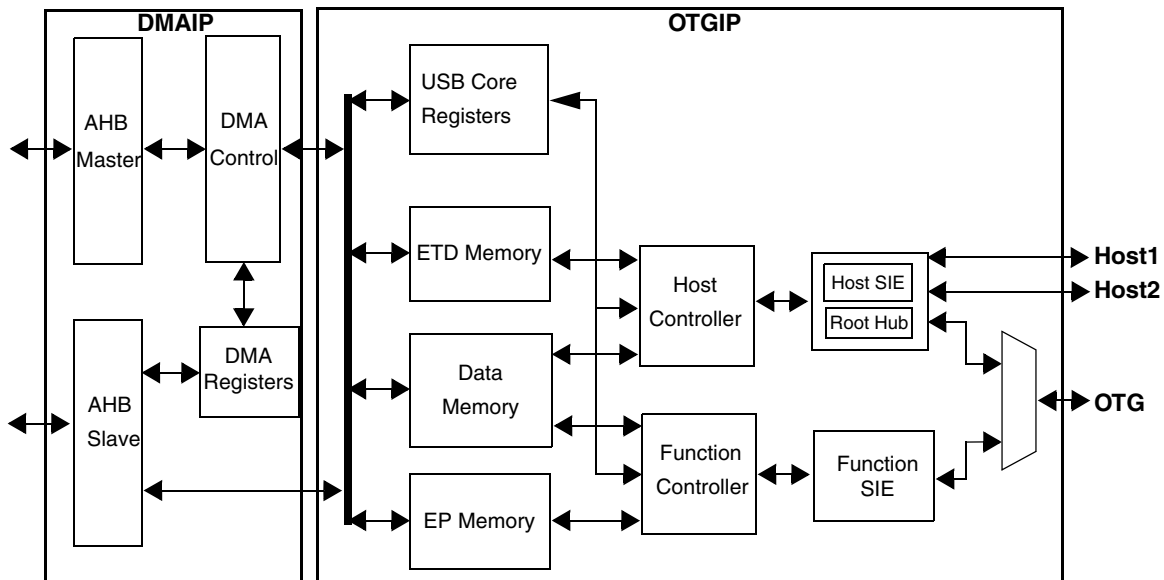 DMAIP
OTGIP
AHB
Master
DMA
Control
USB Core
Registers
ETD Memory
Host
Controller
Host SIE
Root Hub
Host1
Host2
DMA
Registers
Data
Memory
AHB
Slave
OTG
Function
Controller
Function
SIE
EP Memory